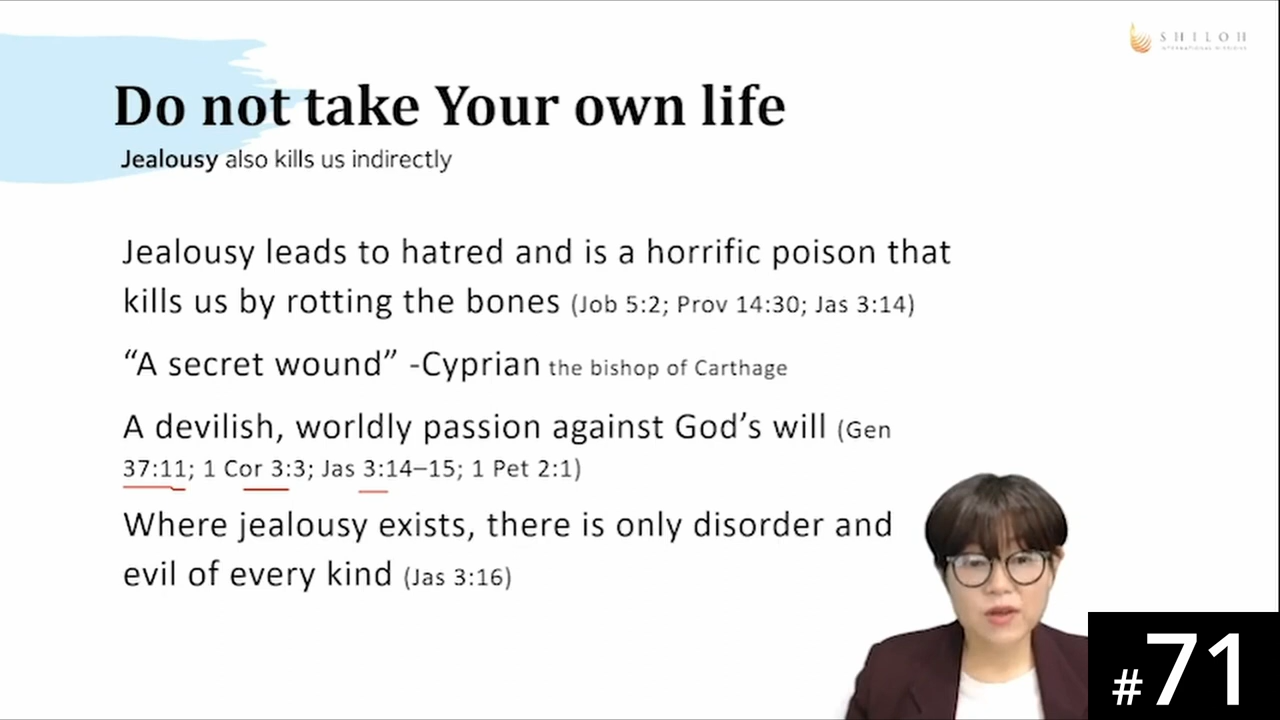 SHILOH
INTERNATIONAL MISSIONS
Do not take Your own life
Jealousy also kills us indirectly
Jealousy leads to hatred and is a horrific poison that
kills us by rotting the bones (Job 5:2; Prov 14:30; Jas 3:14)
“A secret wound” -Cyprian the bishop of Carthage
A devilish, worldly passion against God’s will (Gen
37:11; 1 Cor 3:3; Jas 3:14–15; 1 Pet 2:1)
Where jealousy exists, there is only disorder and
evil of every kind (Jas 3:16)
#71